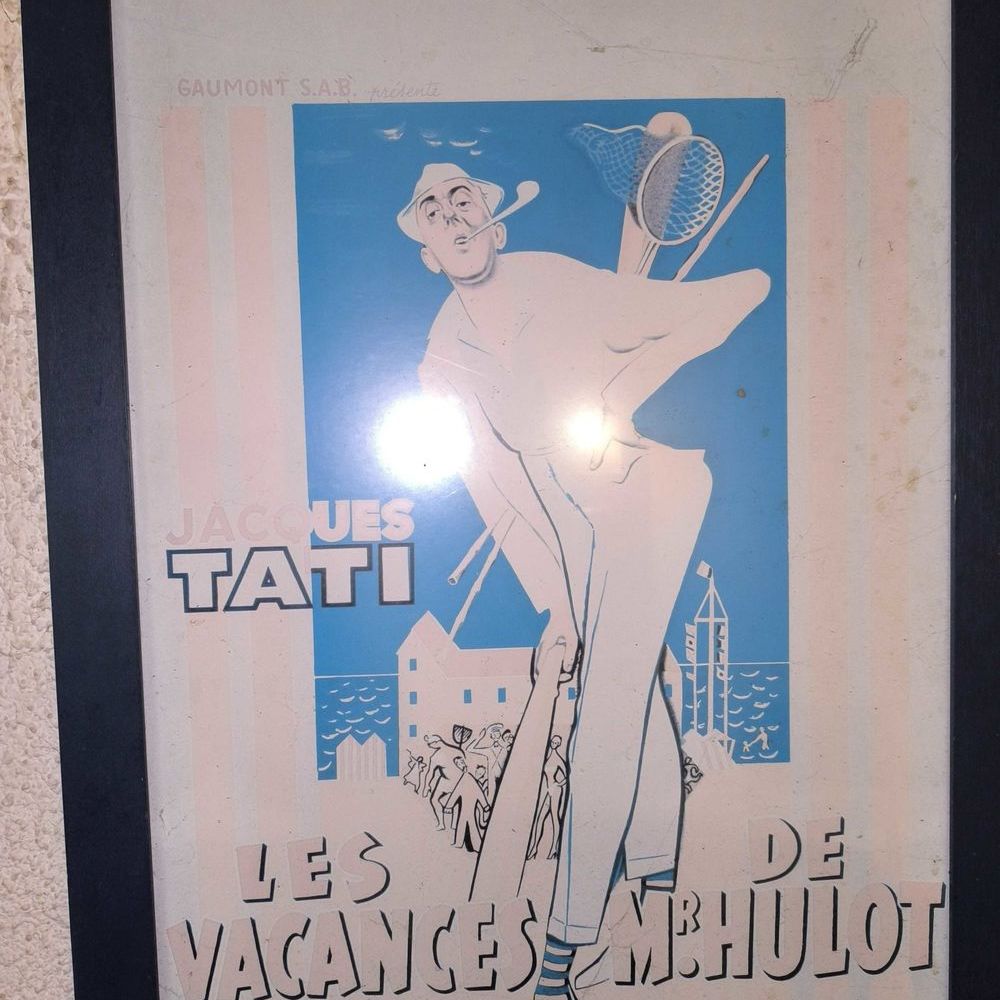 GAUMONT S.A.B. présente
JACQUES
TATI
LES
VACANCES
DE
MR. HULOT